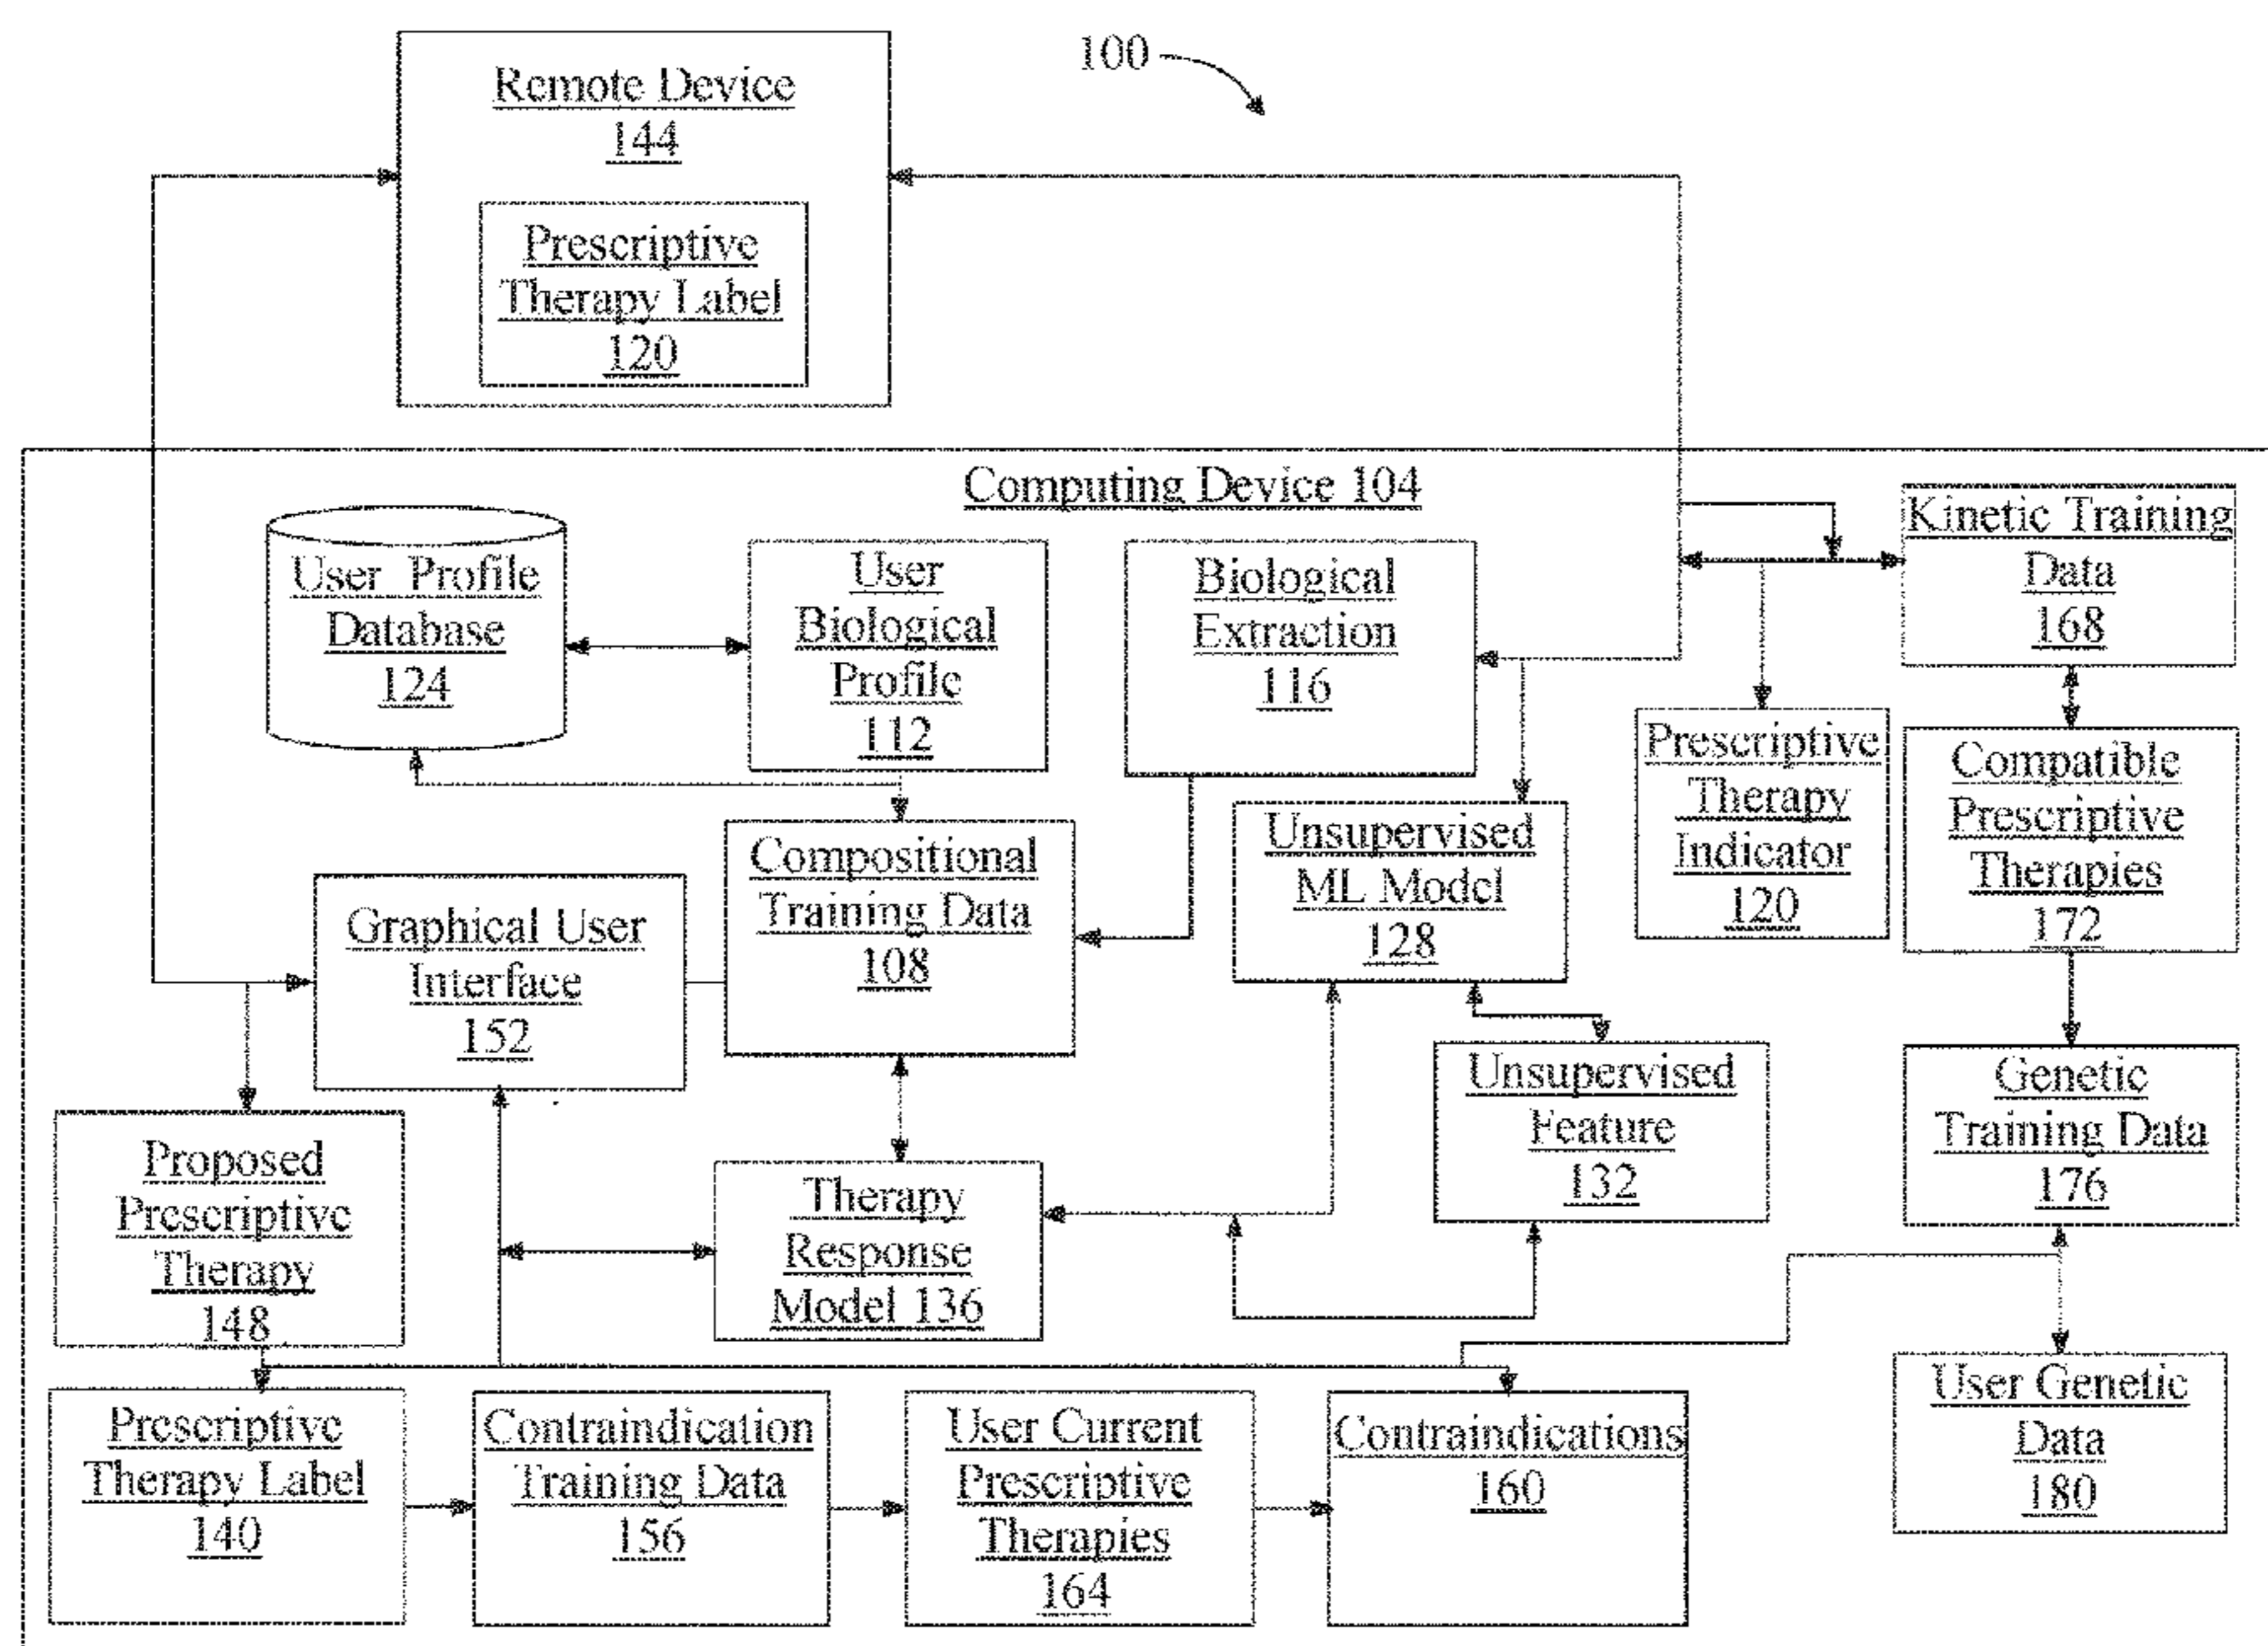 100
Remote Device
144
Prescriptive
Therapy Label
120
Computing Device 104
User Profile
Database
124
User
Biological
Profile
112
Biological
Extraction
116
Kinetic Training
Data
168
Prescriptive
Therapy
Indicator
120
Compatible
Prescriptive
Therapies
172
Compositional
Training Data
108
Unsupervised
ML Model
128
Graphical User
Interface
152
Unsupervised
Feature
132
Genetic
Training Data
176
Proposed
Prescriptive
Therapy
148
Therapy
Response
Model 136
Prescriptive
Therapy Label
140
Contraindication
Training Data
156
User Current
Prescriptive
Therapies
164
Contraindications
160
User Genetic
Data
180